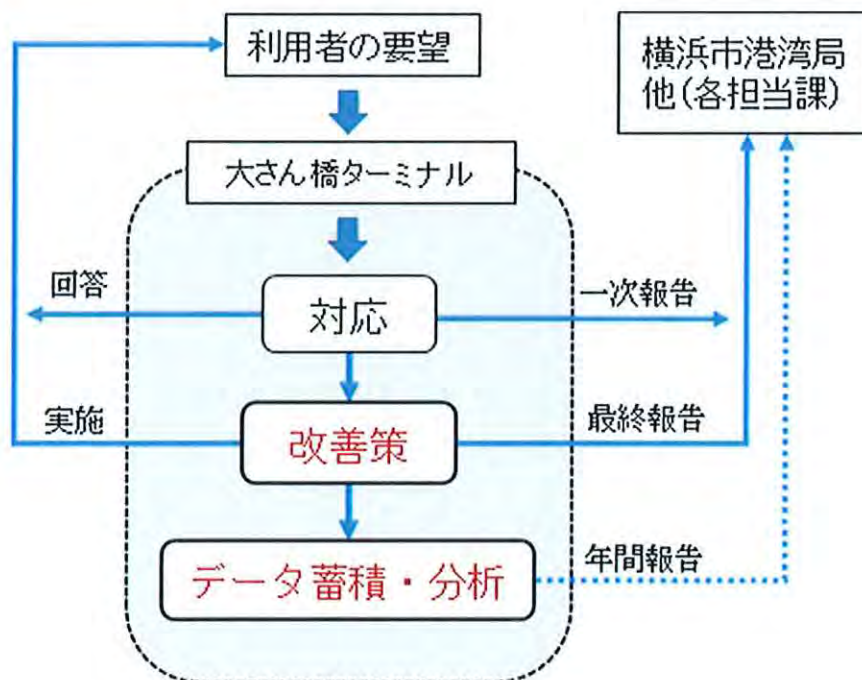 利用者の要望
横浜市港湾局
他(各担当課)
大さん橋ターミナル
回答
対応
一次報告
実施
改善策
最終報告
データ蓄積・分析
年間報告